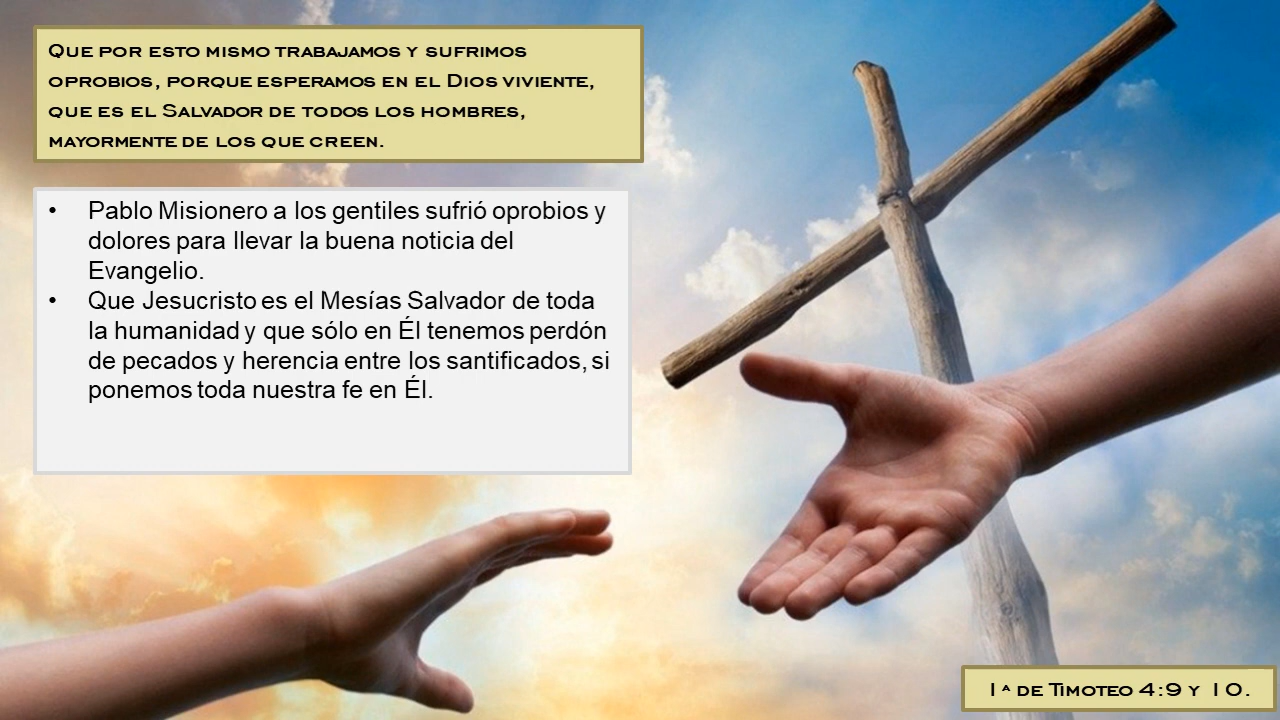 Que por esto mismo trabajamos y sufrimos
oprobios, porque esperamos en el Dios viviente,
que es el Salvador de todos los hombres,
mayormente de los que creen.
• Pablo Misionero a los gentiles sufrió oprobios y
dolores para llevar la buena noticia del
Evangelio.
• Que Jesucristo es el Mesías Salvador de toda
la humanidad y que sólo en Él tenemos perdón
de pecados y herencia entre los santificados, si
ponemos toda nuestra fe en Él.
1ª de Timoteo 4:9 y 10.